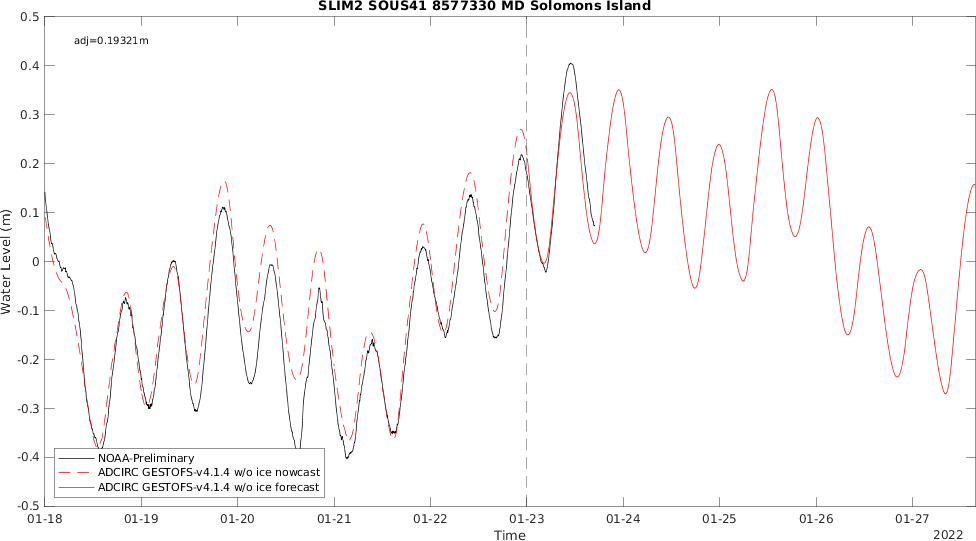 SLIM2 SOUS41 8577330 MD Solomons Island
adj=0.19321m
Water Level (m)
0.5
0.4
0.3
0.2
0.1
0
-0.1
-0.2
-0.3
-0.4
-0.5
NOAA-Preliminary
ADCIRC GESTOFS-v4.1.4 w/o ice nowcast
ADCIRC GESTOFS-v4.1.4 w/o ice forecast
01-18 01-19 01-20 01-21 01-22 01-23 01-24 01-25 01-26 01-27
Time
2022